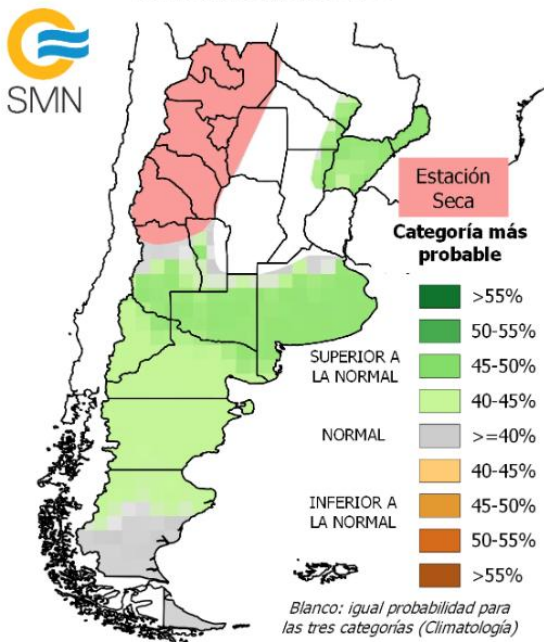 SMN
Estación
Seca
Categoría más
probable
>55%
50-55%
SUPERIOR A
LA NORMAL
45-50%
40-45%
NORMAL
>=40%
40-45%
INFERIOR A
LA NORMAL
45-50%
50-55%
>55%
Blanco: igual probabilidad para
las tres categorías (Climatología)